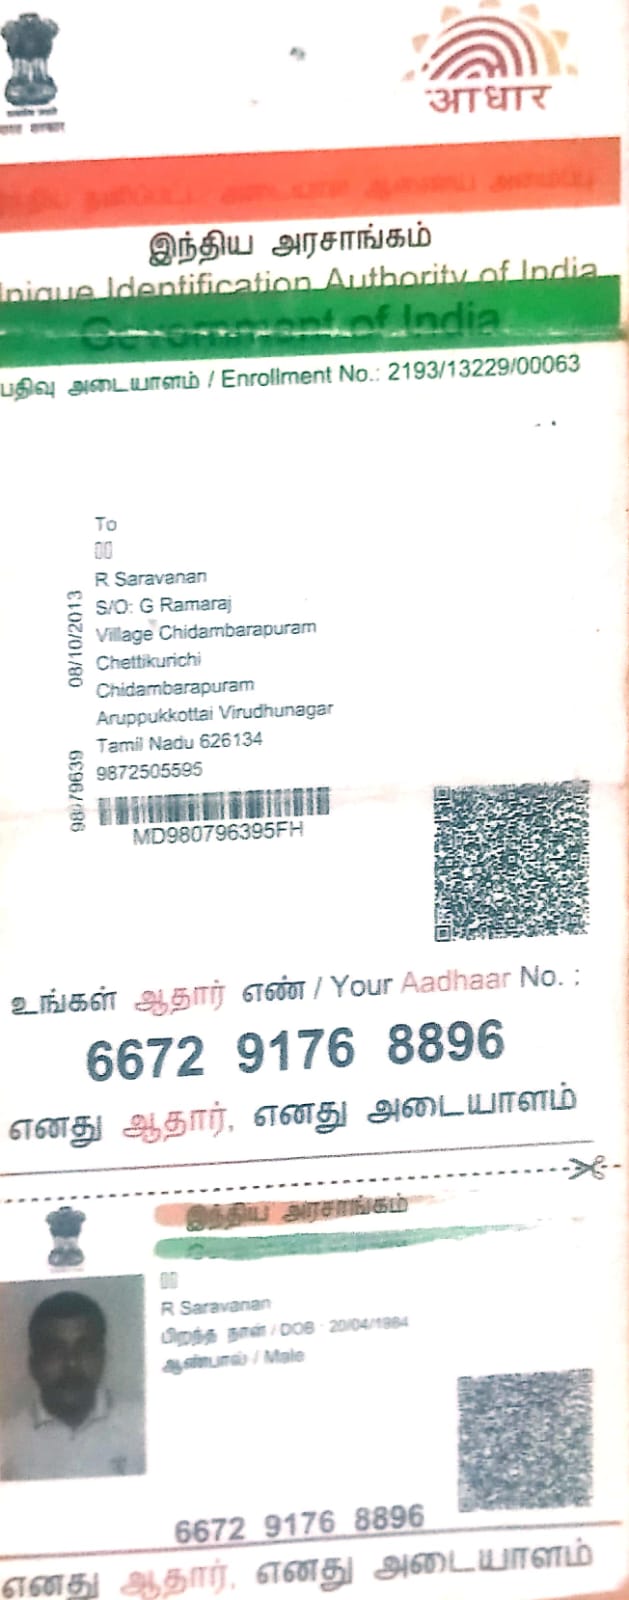 आधार
இந்திய அரசாங்கம்
Unique Identification Authority of India
Government of India
பதிவு அடையாளம் / Enrollment No.: 2193/13229/00063
To
R Saravanan
S/O: G Ramaraj
Village Chidambarapuram
Chettikurichi
Chidambarapuram
Aruppukkottai Virudhunagar
Tamil Nadu 626134
9872505595
08/10/2013
MD980796395FH
உங்கள் ஆதார் எண் / Your Aadhaar No. :
6672 9176 8896
எனது ஆதார், எனது அடையாளம்
இந்திய அரசாங்கம்
R Saravanan
பிறந்த நாள் / DOB : 20/04/1984
ஆண்பால் / Male
6672 9176 8896
எனது ஆதார், எனது அடையாளம்